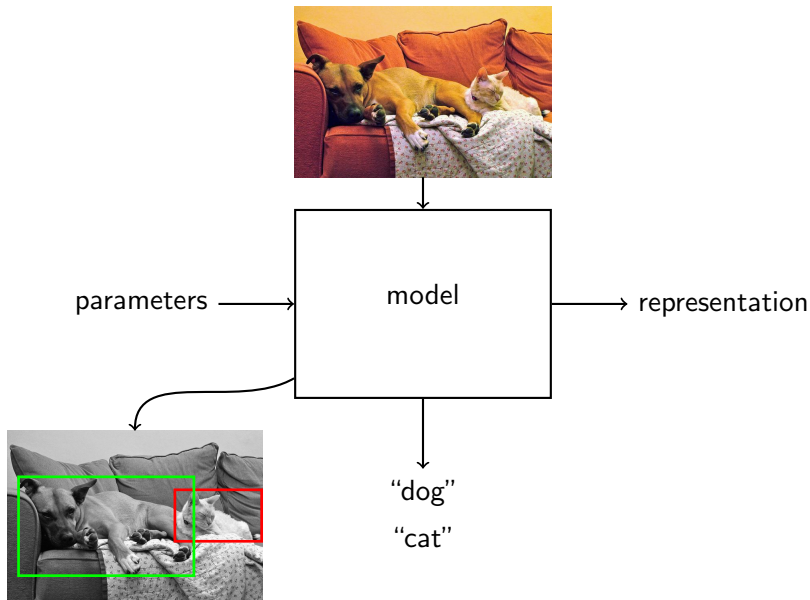 model
parameters
representation
“dog”
“cat”